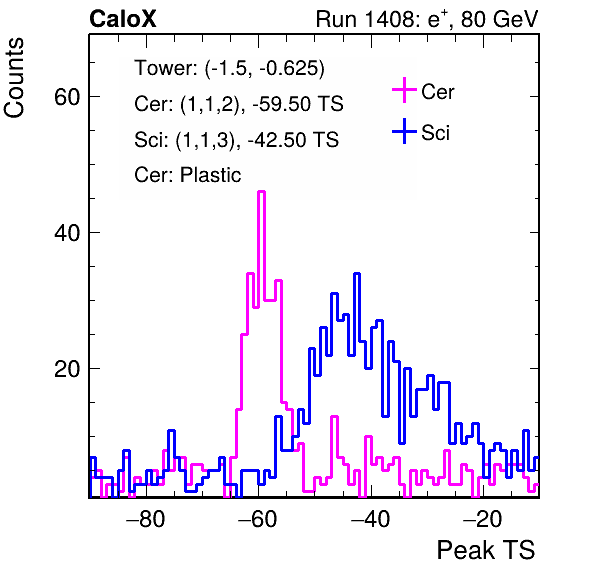 CaloX Run 1408: e⁺, 80 GeV
Counts
Tower: (-1.5, -0.625)
Cer: (1,1,2), -59.50 TS
Sci: (1,1,3), -42.50 TS
Cer: Plastic
Cer
Sci
60
40
20
−80 −60 −40 −20
Peak TS